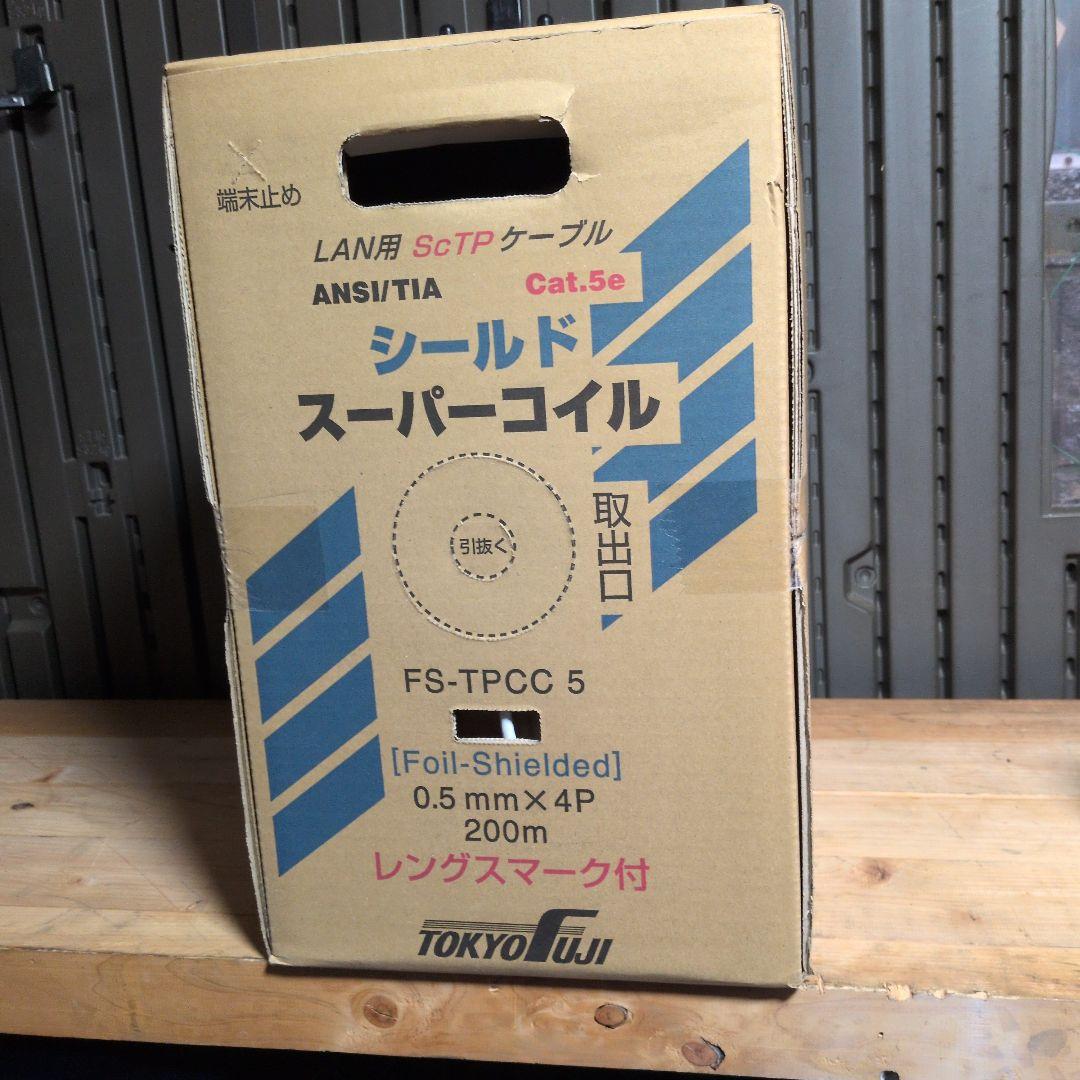 端末止め
LAN用 ScTP ケーブル
ANSI/TIA Cat.5e
シールド
スーパーコイル
引抜く
取出口
FS-TPCC 5
[Foil-Shielded]
0.5mm×4P
200m
レングスマーク付
TOKYO FUJI